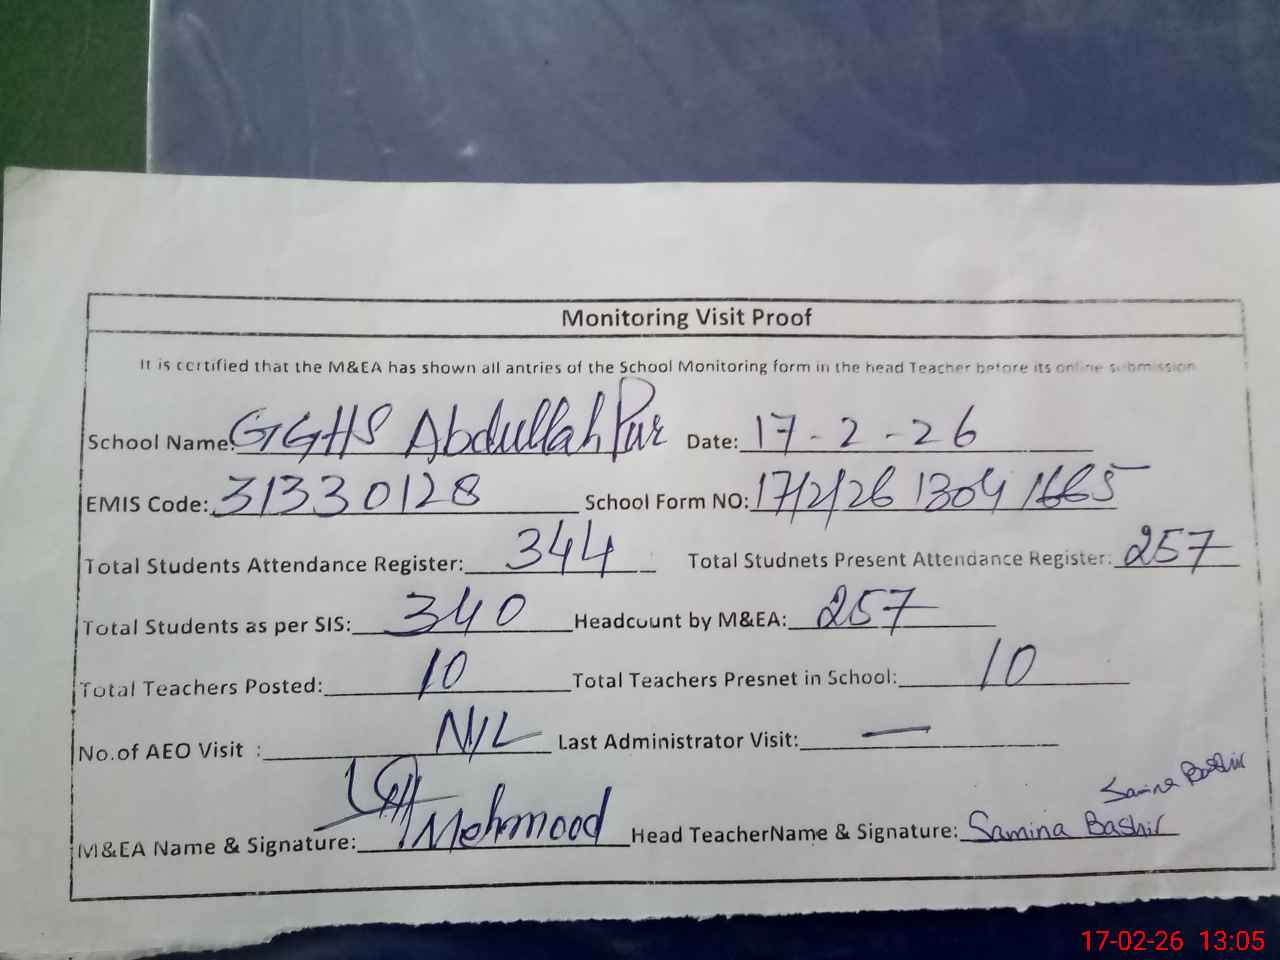 Monitoring Visit Proof
It is certified that the M&EA has shown all antries of the School Monitoring form in the head Teacher before its online submission
School Name: GGHS Abdullah Pur Date: 17-2-26
EMIS Code: 31330128 School Form NO: 17/2/26 1304 1665
Total Students Attendance Register: 344 Total Studnets Present Attendance Register: 257
Total Students as per SIS: 340 Headcount by M&EA: 257
Total Teachers Posted: 10 Total Teachers Presnet in School: 10
No.of AEO Visit : NIL Last Administrator Visit: —
Samina Bashir
M&EA Name & Signature: Mehmood Head TeacherName & Signature: Samina Bashir
17-02-26 13:05